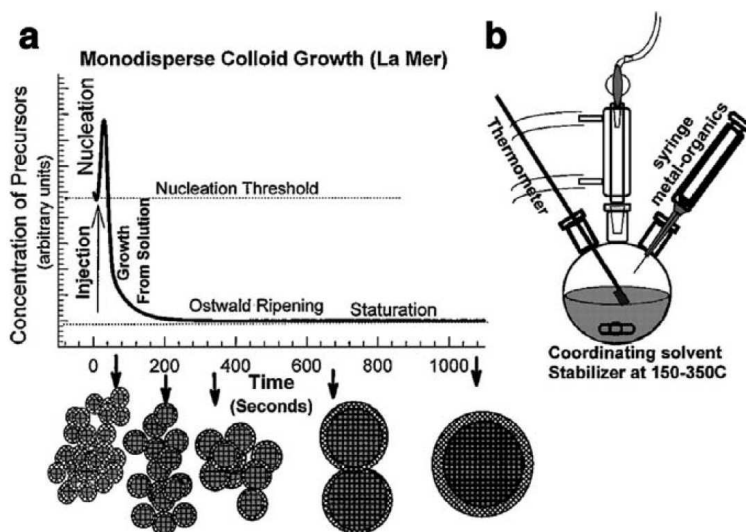 a
Monodisperse Colloid Growth (La Mer)
Concentration of Precursors
(arbitrary units)
Nucleation
Nucleation Threshold
Injection
Growth
From Solution
Ostwald Ripening
Staturation
0 200 400 600 800 1000
Time
(Seconds)
b
Thermometer
syringe
metal-organics
Coordinating solvent
Stabilizer at 150-350C